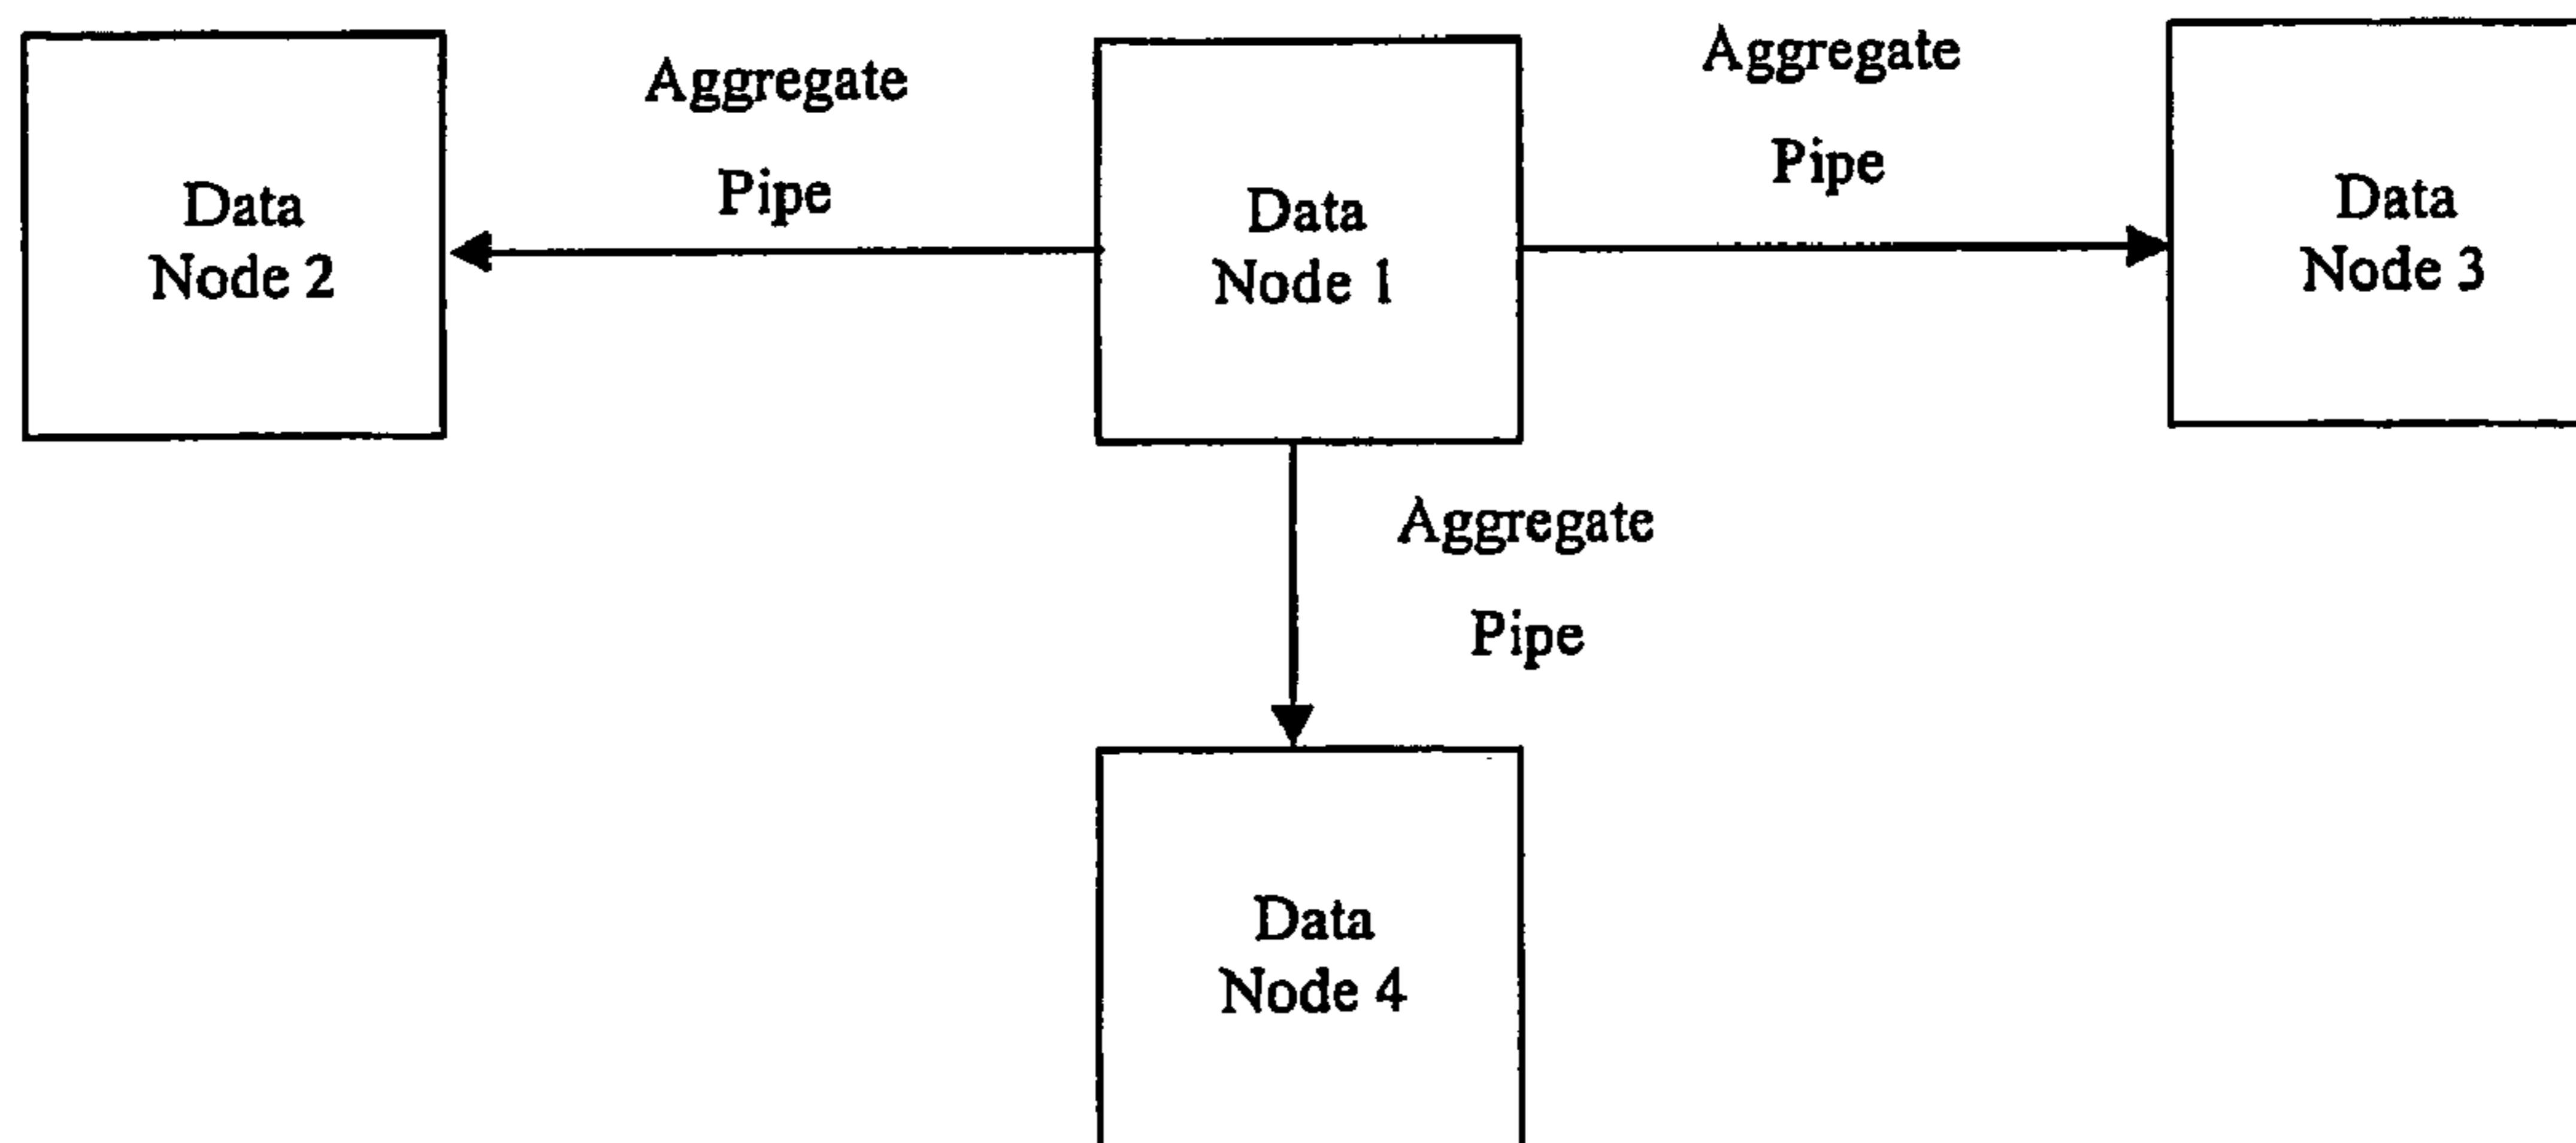 Aggregate
Pipe
Aggregate
Pipe
Data
Node 2
Data
Node 1
Data
Node 3
Aggregate
Pipe
Data
Node 4